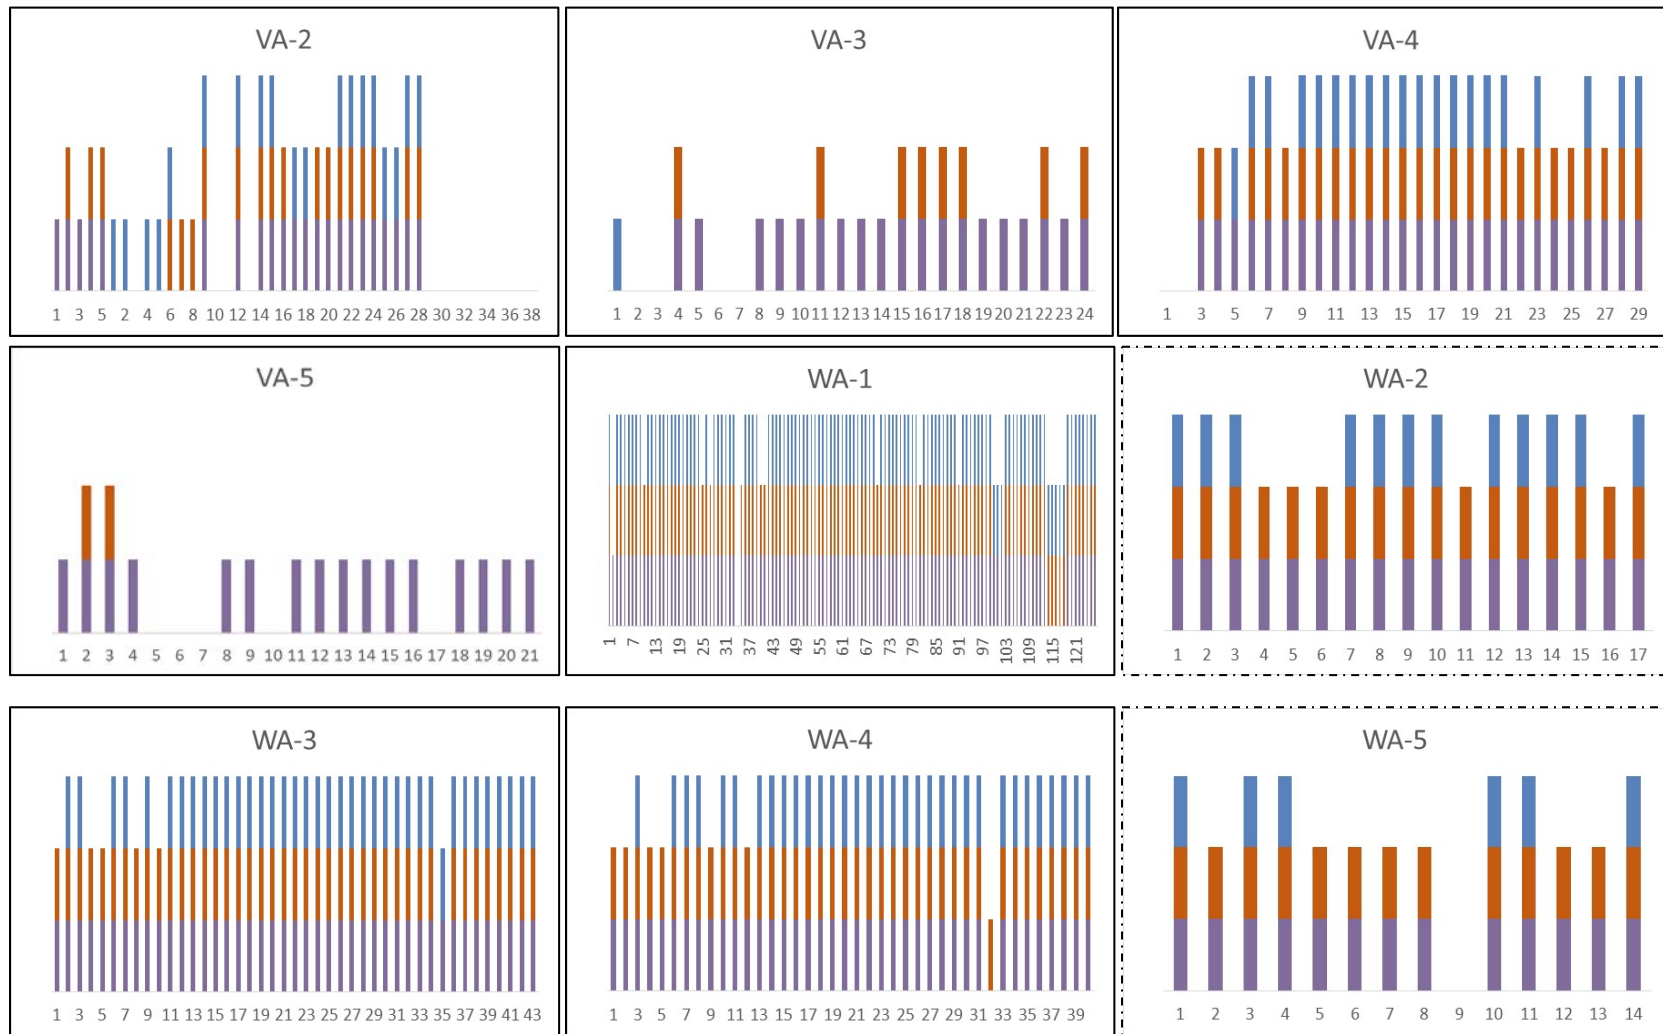 VA-2
1 3 5 2 4 6 8 10 12 14 16 18 20 22 24 26 28 30 32 34 36 38
VA-3
1 2 3 4 5 6 7 8 9 10 11 12 13 14 15 16 17 18 19 20 21 22 23 24
VA-4
1 3 5 7 9 11 13 15 17 19 21 23 25 27 29
VA-5
1 2 3 4 5 6 7 8 9 10 11 12 13 14 15 16 17 18 19 20 21
WA-1
1 7 13 19 25 31 37 43 49 55 61 67 73 79 85 91 97 103 109 115 121
WA-2
1 2 3 4 5 6 7 8 9 10 11 12 13 14 15 16 17
WA-3
1 3 5 7 9 11 13 15 17 19 21 23 25 27 29 31 33 35 37 39 41 43
WA-4
1 3 5 7 9 11 13 15 17 19 21 23 25 27 29 31 33 35 37 39
WA-5
1 2 3 4 5 6 7 8 9 10 11 12 13 14